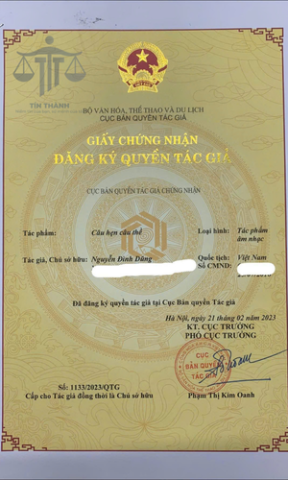 TÍN THÀNH
BỘ VĂN HÓA, THỂ THAO VÀ DU LỊCH
CỤC BẢN QUYỀN TÁC GIẢ
GIẤY CHỨNG NHẬN
ĐĂNG KÝ QUYỀN TÁC GIẢ
CỤC BẢN QUYỀN TÁC GIẢ CHỨNG NHẬN
Tác phẩm: Câu hẹn câu thề Loại hình: Tác phẩm
âm nhạc
Tác giả, Chủ sở hữu: Nguyễn Đình Dũng Quốc tịch: Việt Nam
Số CMND:
Đã đăng ký quyền tác giả tại Cục Bản quyền Tác giả
Hà Nội, ngày 21 tháng 02 năm 2023
KT. CỤC TRƯỞNG
PHÓ CỤC TRƯỞNG
CỤC
BẢN QUYỀN
TÁC GIẢ
Số: 1133/2023/QTG
Cấp cho Tác giả đồng thời là Chủ sở hữu
Phạm Thị Kim Oanh